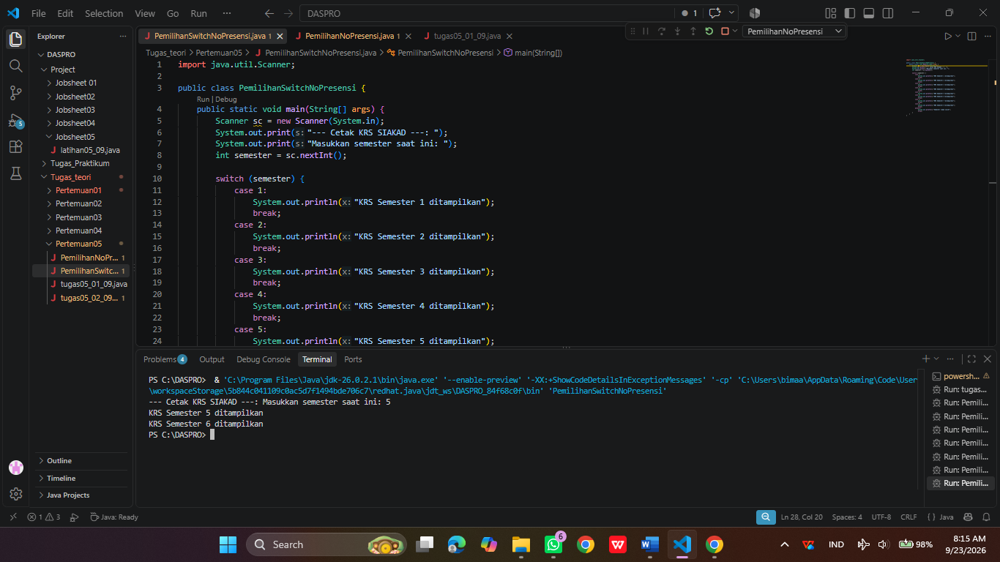 File Edit Selection View Go Run ··· DASPRO 1
Explorer ···
DASPRO
Project
Jobsheet 01
Jobsheet02
Jobsheet03
Jobsheet04
Jobsheet05
latihan05_09.java
Tugas_Praktikum
Tugas_teori
Pertemuan01
Pertemuan02
Pertemuan03
Pertemuan04
Pertemuan05
PemilihanNoPr... 1
PemilihanSwitc... 1
tugas05_01_09.java
tugas05_02_09... 1
Outline
Timeline
Java Projects
5
PemilihanSwitchNoPresensi.java 1 PemilihanNoPresensi.java 1 tugas05_01_09.java
PemilihanNoPresensi
Tugas_teori > Pertemuan05 > PemilihanSwitchNoPresensi.java > PemilihanSwitchNoPresensi > main(String[])
1 import java.util.Scanner;
2
3 public class PemilihanSwitchNoPresensi {
Run | Debug
4 public static void main(String[] args) {
5 Scanner sc = new Scanner(System.in);
6 System.out.print(s: "--- Cetak KRS SIAKAD ---: ");
7 System.out.print(s: "Masukkan semester saat ini: ");
8 int semester = sc.nextInt();
9
10 switch (semester) {
11 case 1:
12 System.out.println(x: "KRS Semester 1 ditampilkan");
13 break;
14 case 2:
15 System.out.println(x: "KRS Semester 2 ditampilkan");
16 break;
17 case 3:
18 System.out.println(x: "KRS Semester 3 ditampilkan");
19 break;
20 case 4:
21 System.out.println(x: "KRS Semester 4 ditampilkan");
22 break;
23 case 5:
24 System.out.println(x: "KRS Semester 5 ditampilkan");
Problems 4 Output Debug Console Terminal Ports
PS C:\DASPRO> & 'C:\Program Files\Java\jdk-26.0.2.1\bin\java.exe' '--enable-preview' '-XX:+ShowCodeDetailsInExceptionMessages' '-cp' 'C:\Users\bimaa\AppData\Roaming\Code\User
\workspaceStorage\5b844c041109c0ac5d7f1494bde706c7\redhat.java\jdt_ws\DASPRO_84f68c0f\bin' 'PemilihanSwitchNoPresensi'
--- Cetak KRS SIAKAD ---: Masukkan semester saat ini: 5
KRS Semester 5 ditampilkan
KRS Semester 6 ditampilkan
PS C:\DASPRO>
powersh...
Run: tugas...
Run: Pemili...
Run: Pemili...
Run: Pemili...
Run: Pemili...
Run: Pemili...
Run: Pemili...
Run: Pemili...
1 3 Java: Ready Ln 28, Col 20 Spaces: 4 UTF-8 CRLF { } Java
Search 6 W IND 98% 8:15 AM
9/23/2026